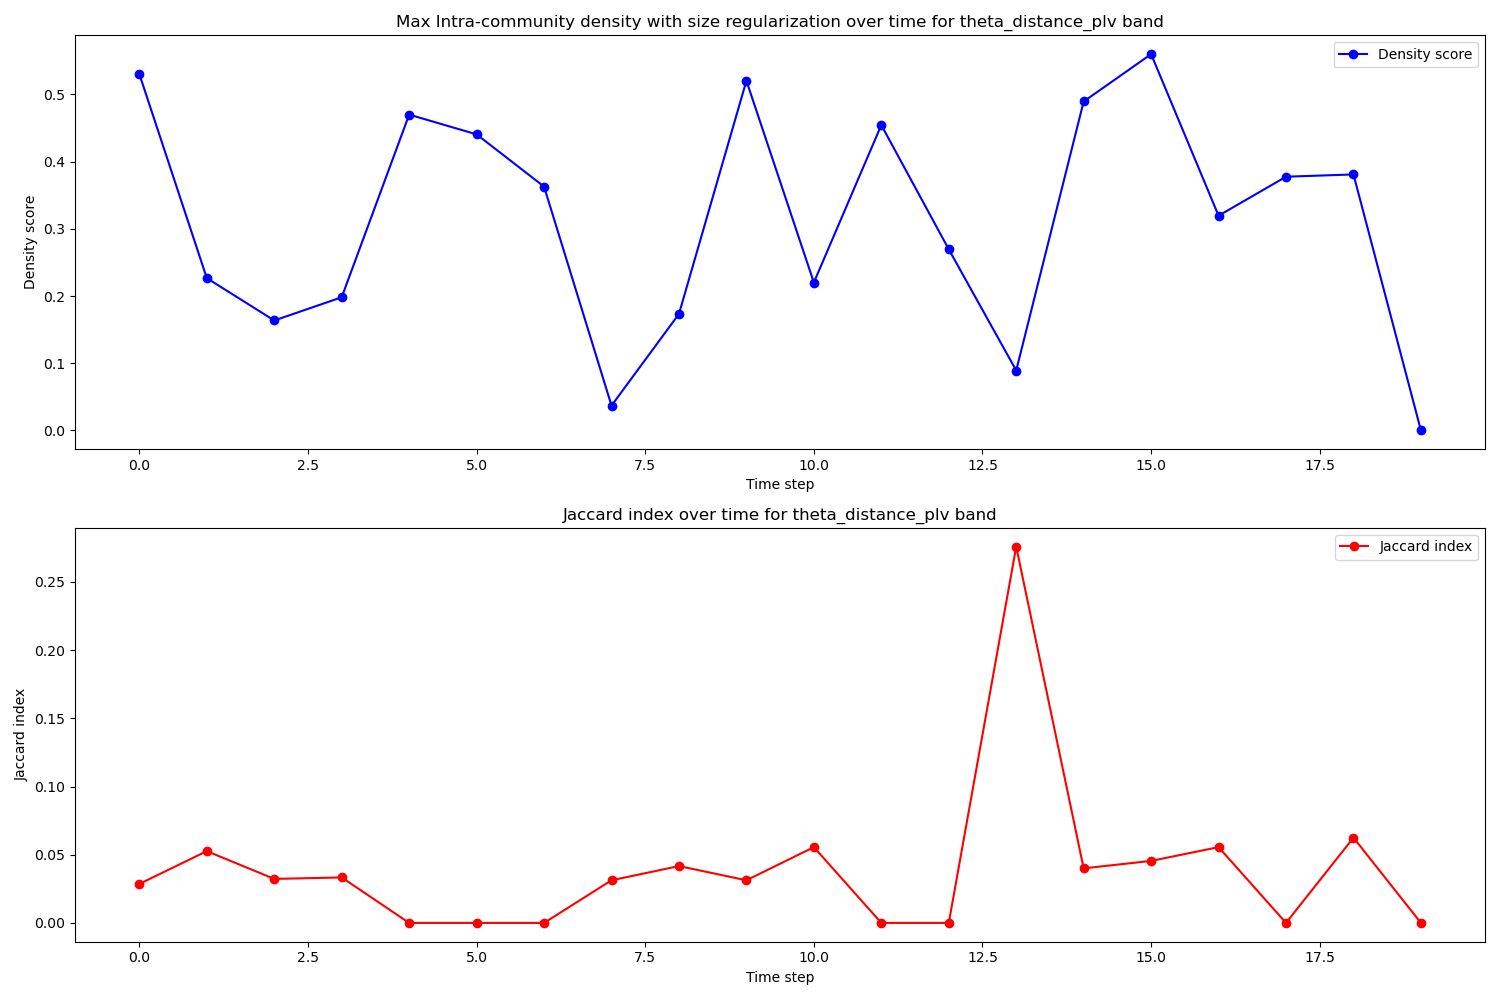 Max Intra-community density with size regularization over time for theta_distance_plv band
Density score
Density score
0.5
0.4
0.3
0.2
0.1
0.0
0.0 2.5 5.0 7.5 10.0 12.5 15.0 17.5
Time step
Jaccard index over time for theta_distance_plv band
Jaccard index
Jaccard index
0.25
0.20
0.15
0.10
0.05
0.00
0.0 2.5 5.0 7.5 10.0 12.5 15.0 17.5
Time step